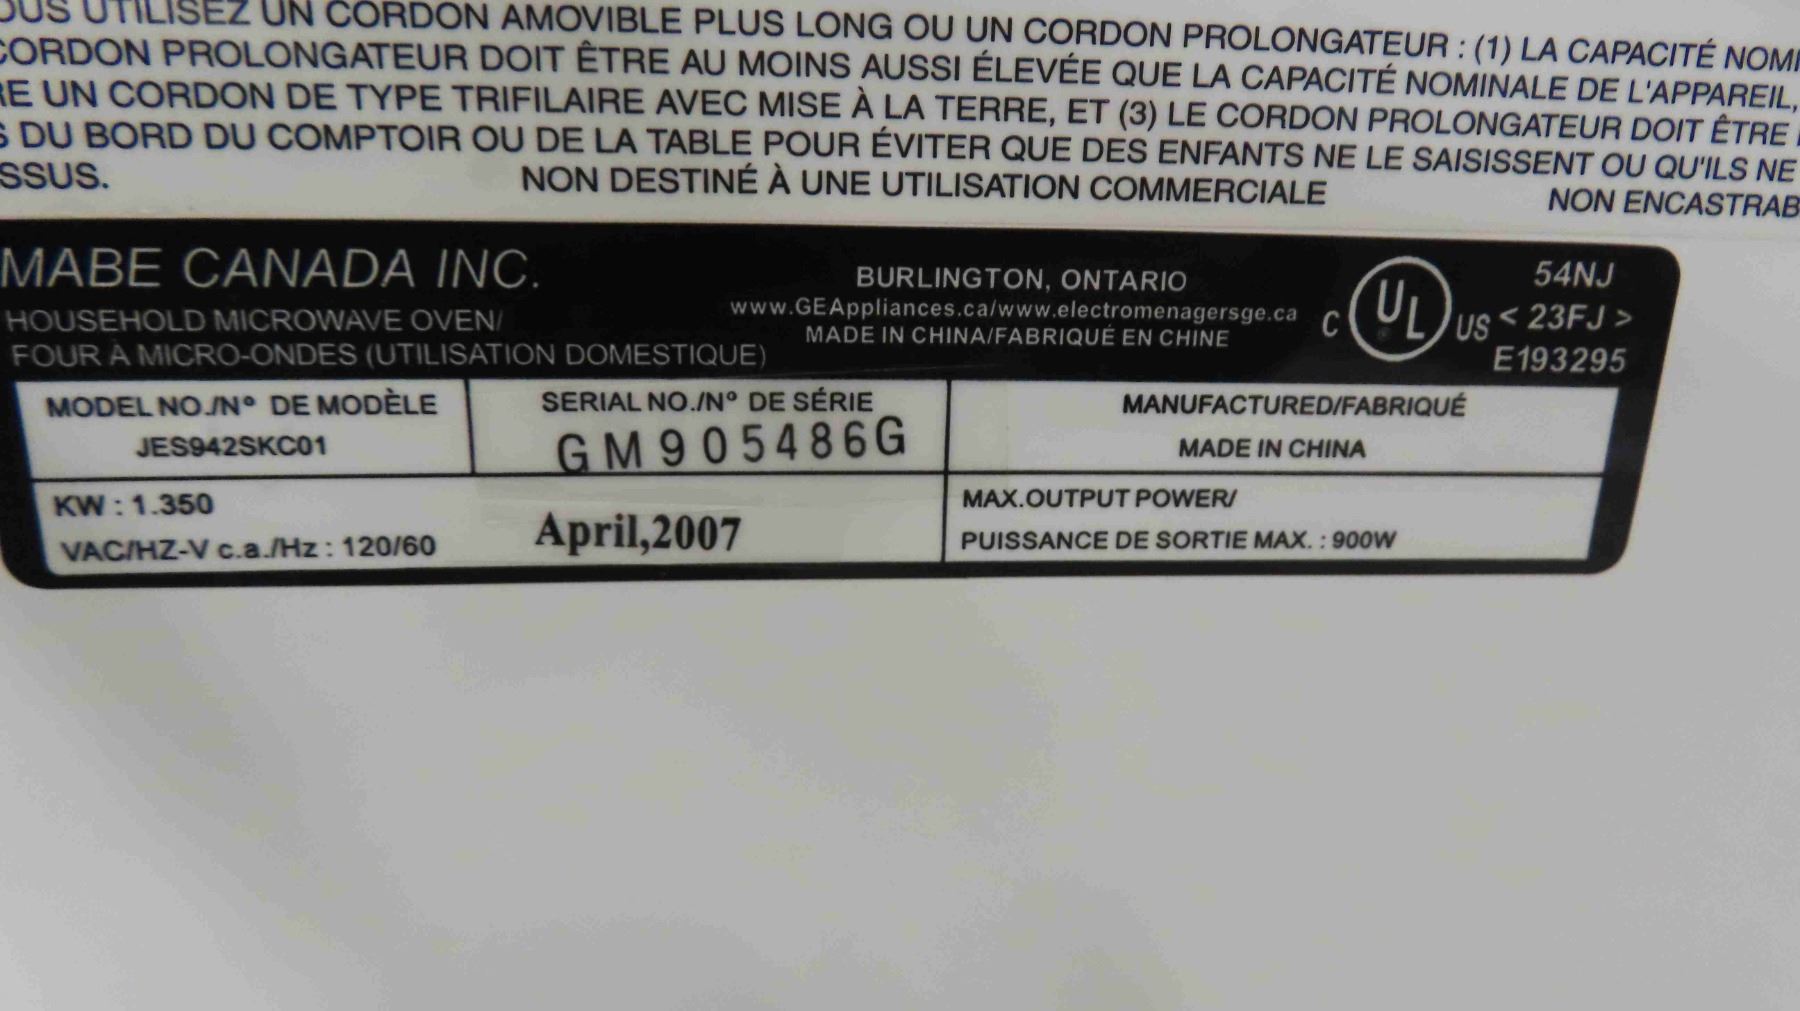 OUS UTILISEZ UN CORDON AMOVIBLE PLUS LONG OU UN CORDON PROLONGATEUR : (1) LA CAPACITÉ NOMI
CORDON PROLONGATEUR DOIT ÊTRE AU MOINS AUSSI ÉLEVÉE QUE LA CAPACITÉ NOMINALE DE L'APPAREIL,
RE UN CORDON DE TYPE TRIFILAIRE AVEC MISE À LA TERRE, ET (3) LE CORDON PROLONGATEUR DOIT ÊTRE
S DU BORD DU COMPTOIR OU DE LA TABLE POUR ÉVITER QUE DES ENFANTS NE LE SAISISSENT OU QU'ILS NE
SSUS. NON DESTINÉ À UNE UTILISATION COMMERCIALE NON ENCASTRAB
MABE CANADA INC.
HOUSEHOLD MICROWAVE OVEN/
FOUR À MICRO-ONDES (UTILISATION DOMESTIQUE)
BURLINGTON, ONTARIO
www.GEAppliances.ca/www.electromenagersge.ca
MADE IN CHINA/FABRIQUÉ EN CHINE
C UL US
®
54NJ
< 23FJ >
E193295
MODEL NO./N° DE MODÈLE
JES942SKC01
SERIAL NO./N° DE SÉRIE
GM905486G
MANUFACTURED/FABRIQUÉ
MADE IN CHINA
KW : 1.350
VAC/HZ-V c.a./Hz : 120/60
April,2007
MAX.OUTPUT POWER/
PUISSANCE DE SORTIE MAX. : 900W